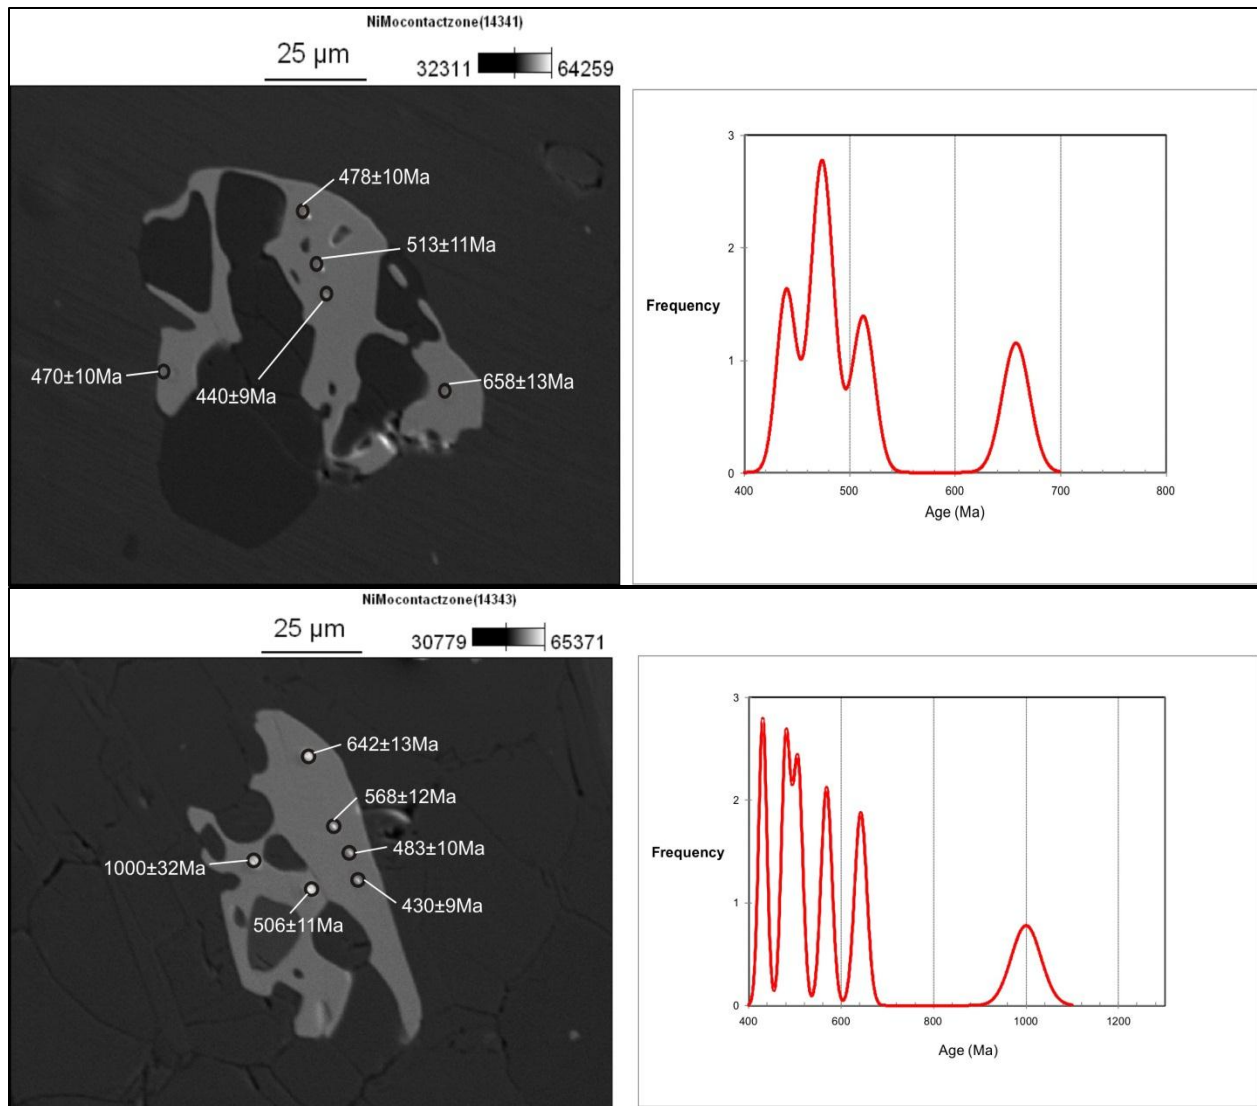 NiMocontactzone(14341)
25 µm
32311 64259
478±10Ma
513±11Ma
470±10Ma
440±9Ma
658±13Ma
3
2
Frequency
1
0
400 500 600 700 800
Age (Ma)
NiMocontactzone(14343)
25 µm
30779 65371
642±13Ma
568±12Ma
483±10Ma
1000±32Ma
430±9Ma
506±11Ma
3
2
Frequency
1
0
400 600 800 1000 1200
Age (Ma)